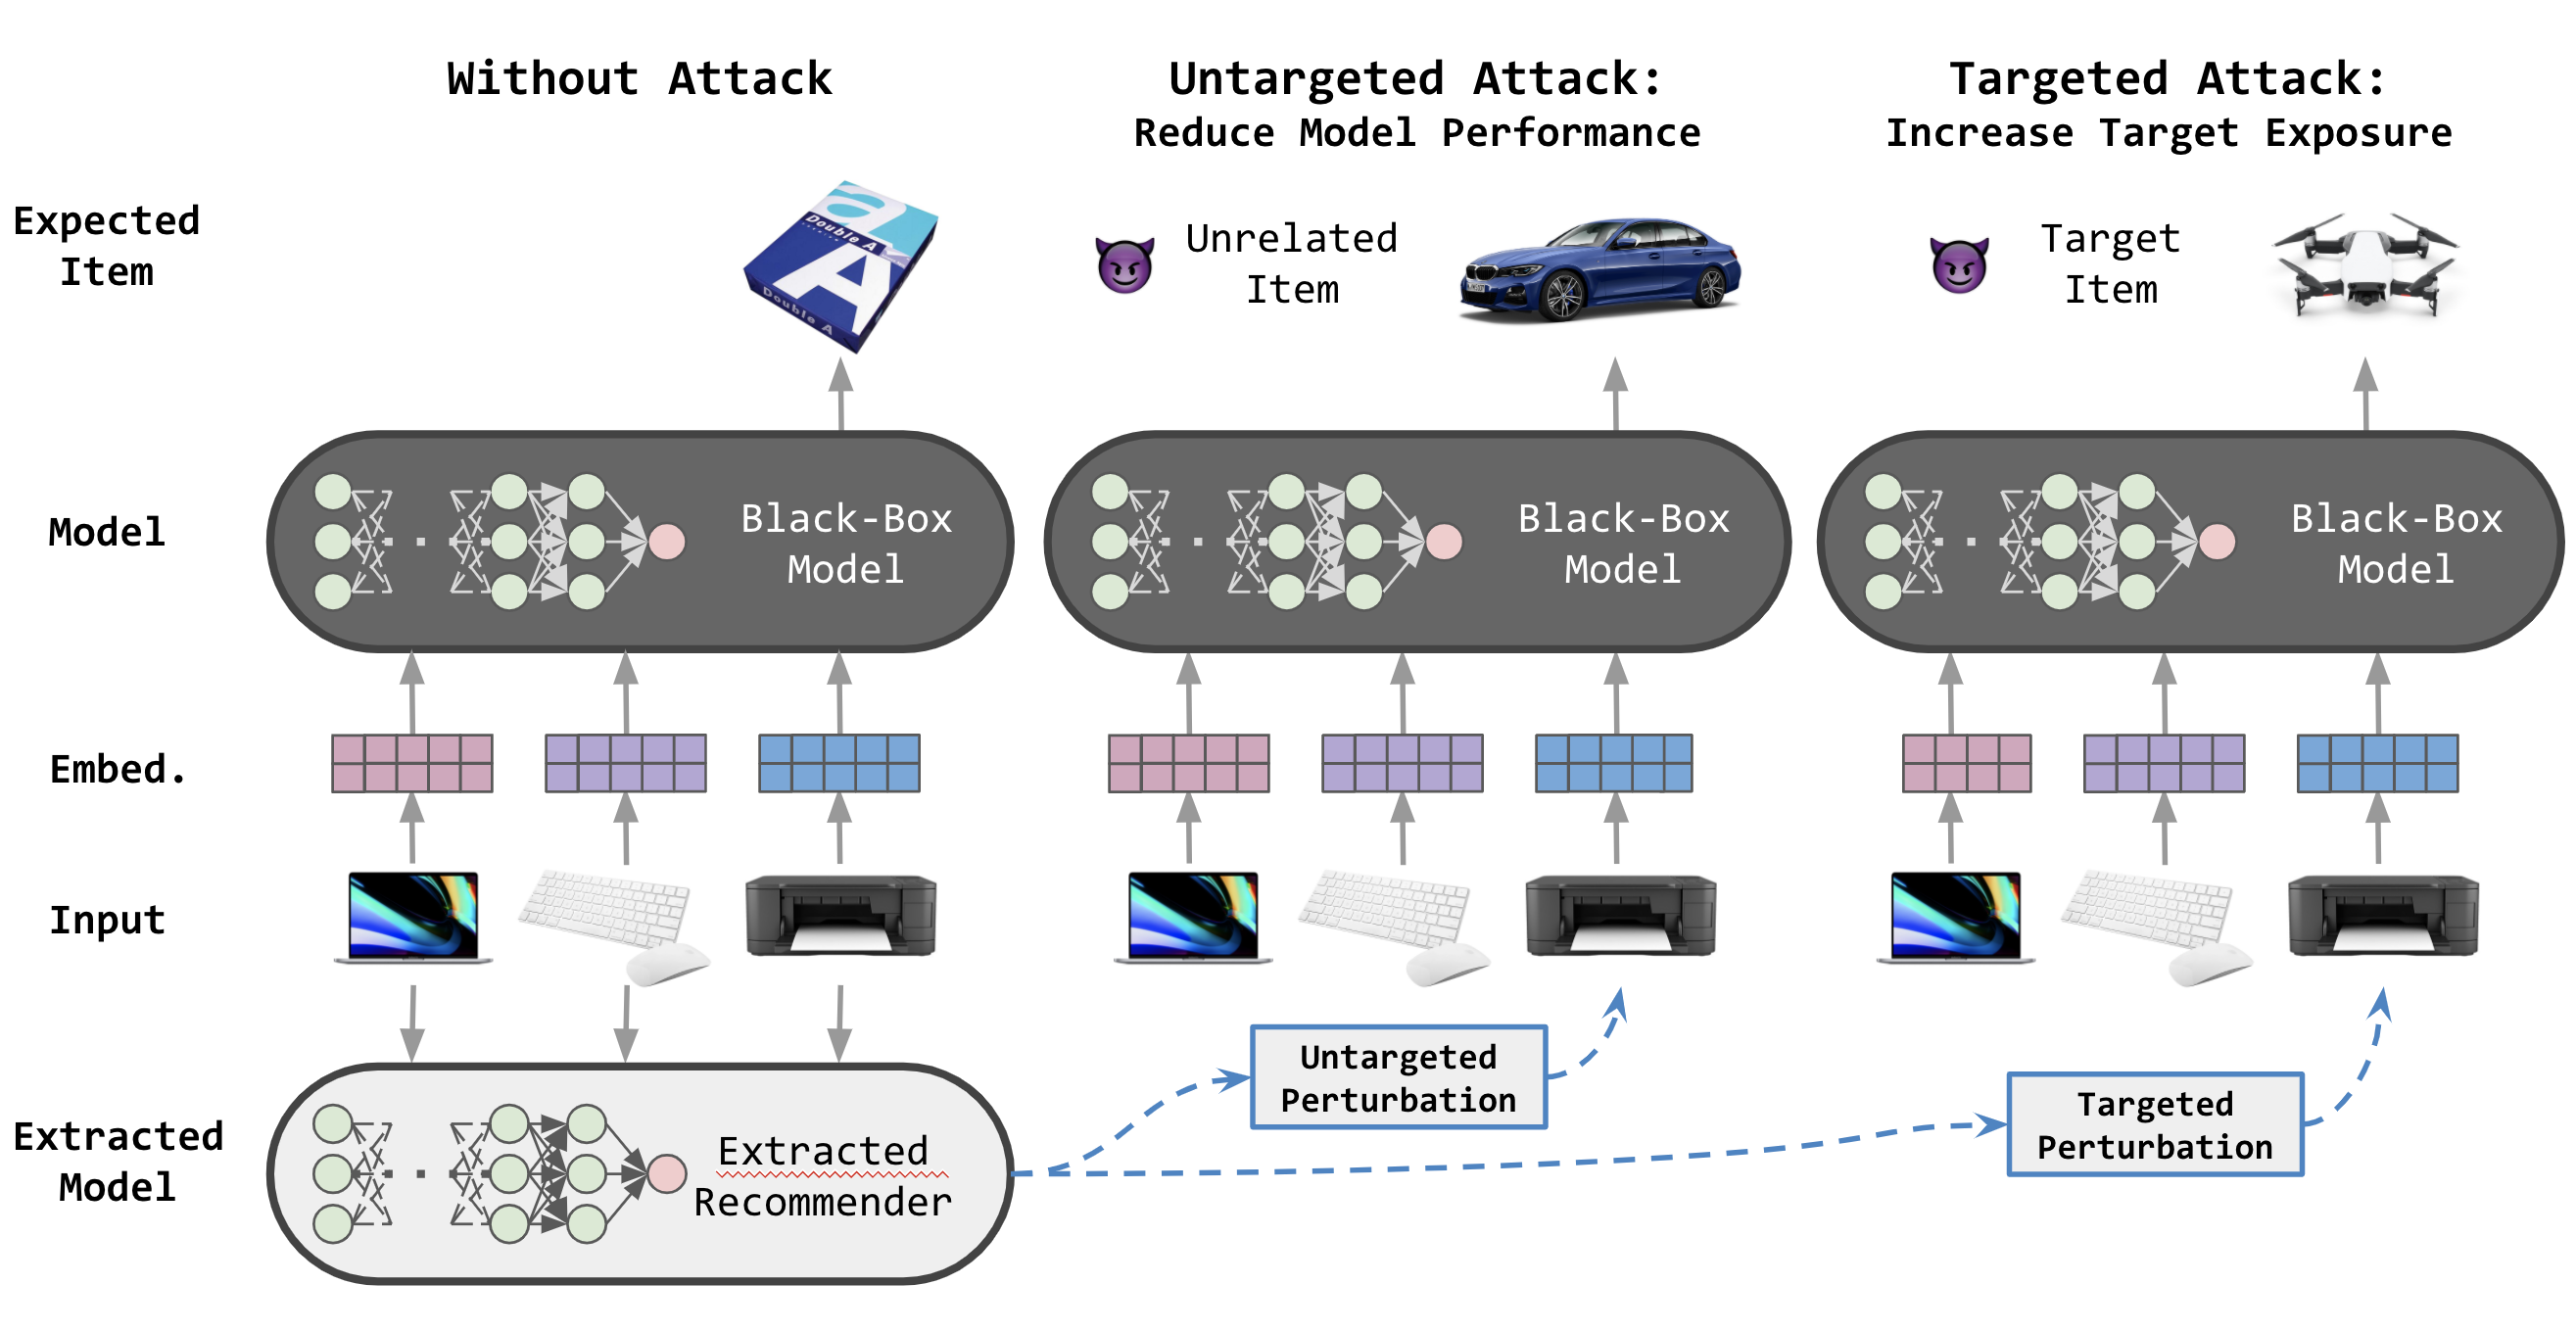 Without Attack
Untargeted Attack:
Reduce Model Performance
Targeted Attack:
Increase Target Exposure
Expected
Item
a
Double A
A
Double A
Unrelated
Item
Target
Item
Model
Black-Box
Model
Black-Box
Model
Black-Box
Model
Embed.
Input
Extracted
Model
Extracted
Recommender
Untargeted
Perturbation
Targeted
Perturbation